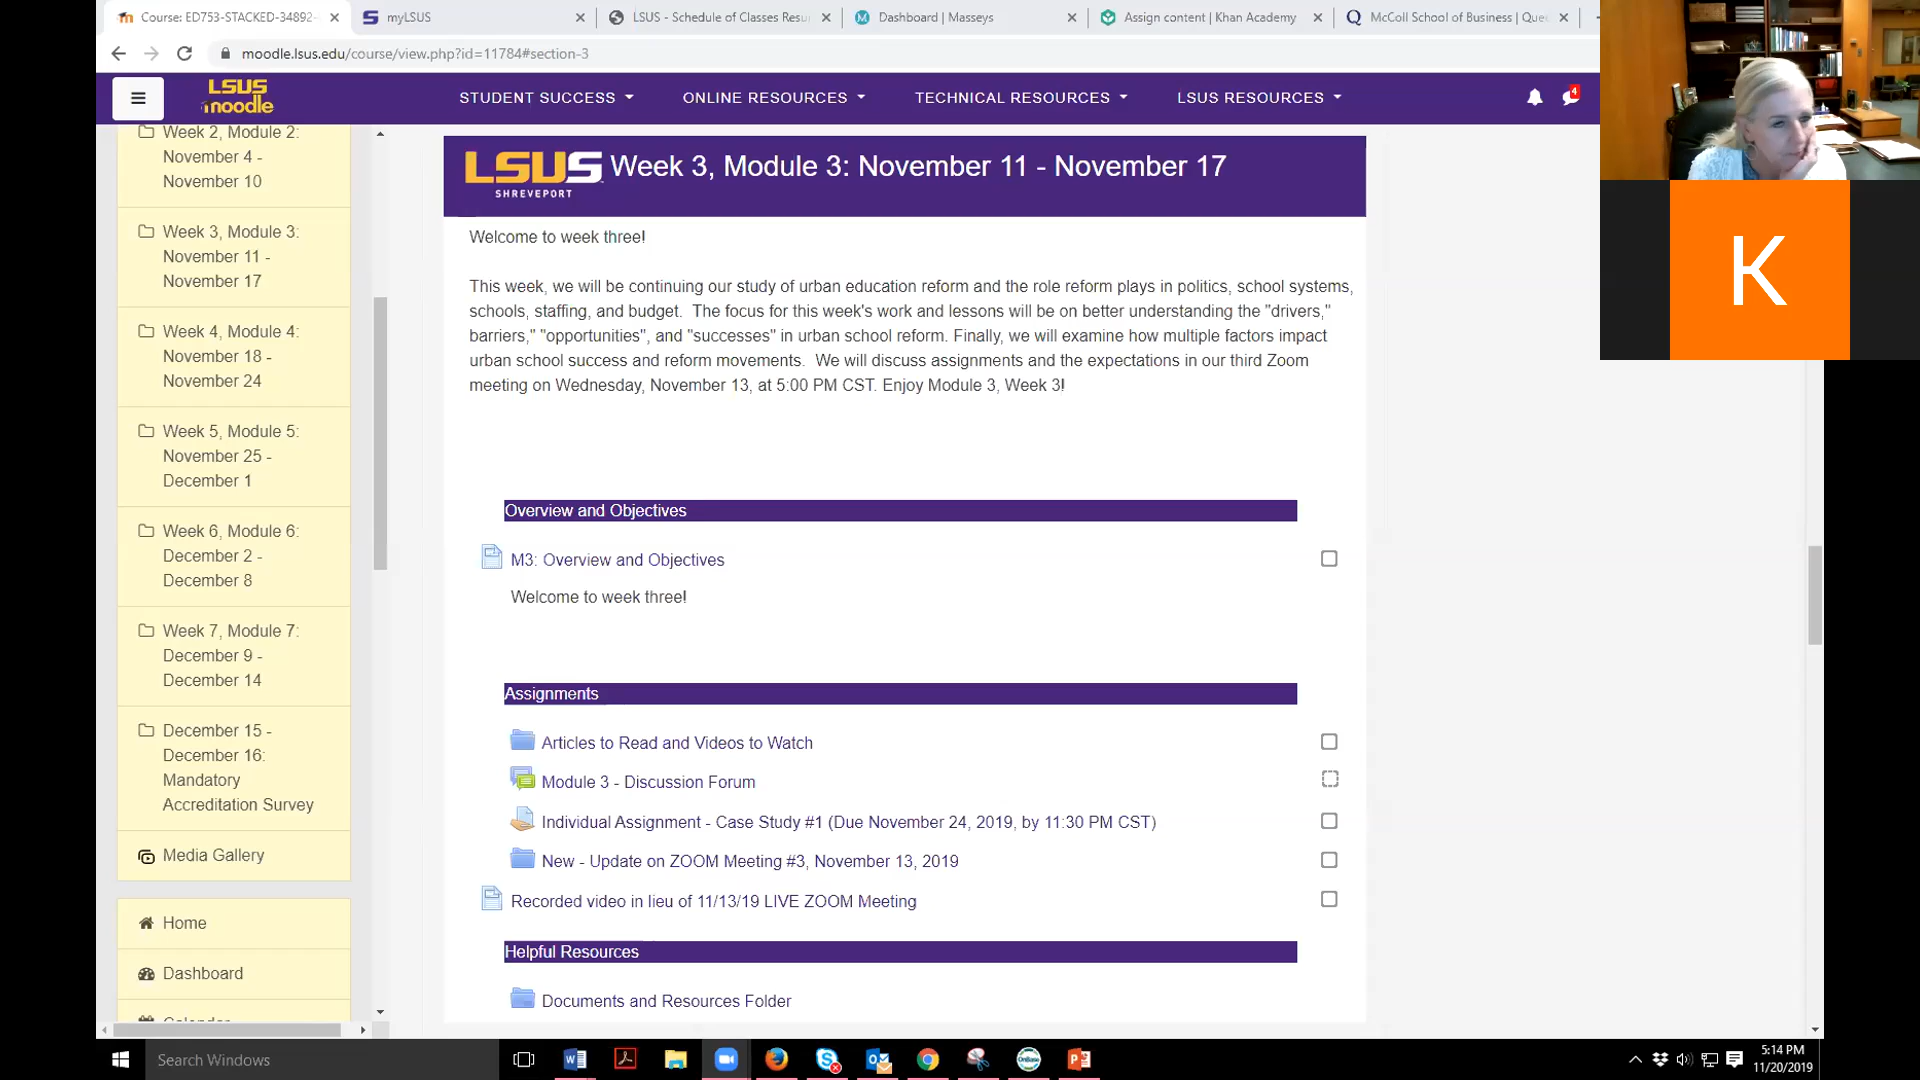 Course: ED753-STACKED-34892-
myLSUS
LSUS - Schedule of Classes Resu
Dashboard | Masseys
Assign content | Khan Academy
McColl School of Business | Que
moodle.lsus.edu/course/view.php?id=11784#section-3
LSUS
moodle
STUDENT SUCCESS
ONLINE RESOURCES
TECHNICAL RESOURCES
LSUS RESOURCES
4
Week 2, Module 2:
November 4 -
November 10
Week 3, Module 3:
November 11 -
November 17
Week 4, Module 4:
November 18 -
November 24
Week 5, Module 5:
November 25 -
December 1
Week 6, Module 6:
December 2 -
December 8
Week 7, Module 7:
December 9 -
December 14
December 15 -
December 16:
Mandatory
Accreditation Survey
Media Gallery
Home
Dashboard
Calendar
LSUS
SHREVEPORT
Week 3, Module 3: November 11 - November 17
Welcome to week three!
This week, we will be continuing our study of urban education reform and the role reform plays in politics, school systems,
schools, staffing, and budget.  The focus for this week's work and lessons will be on better understanding the "drivers,"
barriers," "opportunities", and "successes" in urban school reform. Finally, we will examine how multiple factors impact
urban school success and reform movements.  We will discuss assignments and the expectations in our third Zoom
meeting on Wednesday, November 13, at 5:00 PM CST. Enjoy Module 3, Week 3!
Overview and Objectives
M3: Overview and Objectives
Welcome to week three!
Assignments
Articles to Read and Videos to Watch
Module 3 - Discussion Forum
Individual Assignment - Case Study #1 (Due November 24, 2019, by 11:30 PM CST)
New - Update on ZOOM Meeting #3, November 13, 2019
Recorded video in lieu of 11/13/19 LIVE ZOOM Meeting
Helpful Resources
Documents and Resources Folder
K
Search Windows
5:14 PM
11/20/2019